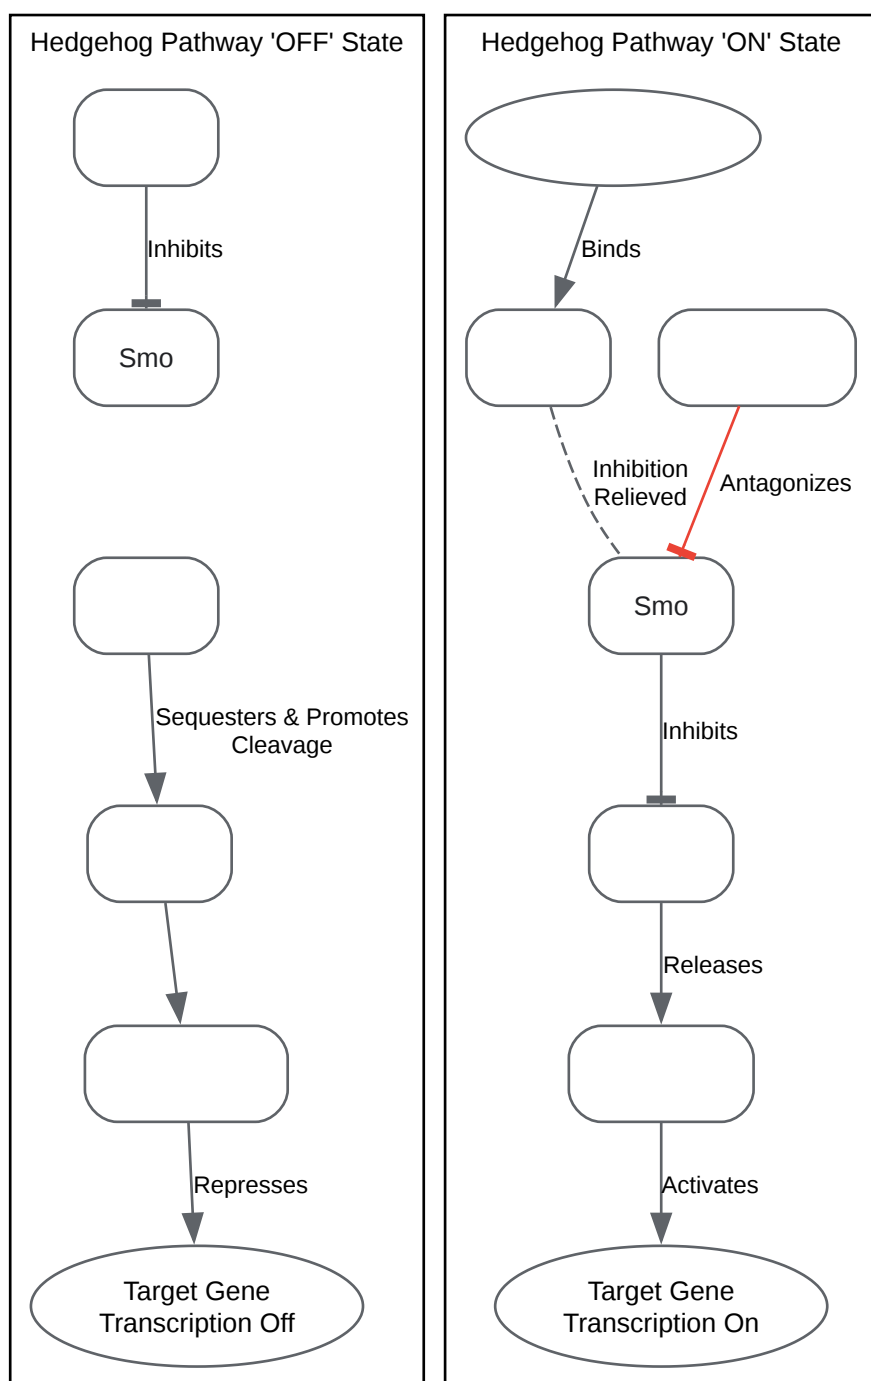 Hedgehog Pathway 'OFF' State
Inhibits
Smo
Sequesters & Promotes
Cleavage
Represses
Target Gene
Transcription Off
Hedgehog Pathway 'ON' State
Binds
Inhibition
Relieved
Antagonizes
Smo
Inhibits
Releases
Activates
Target Gene
Transcription On